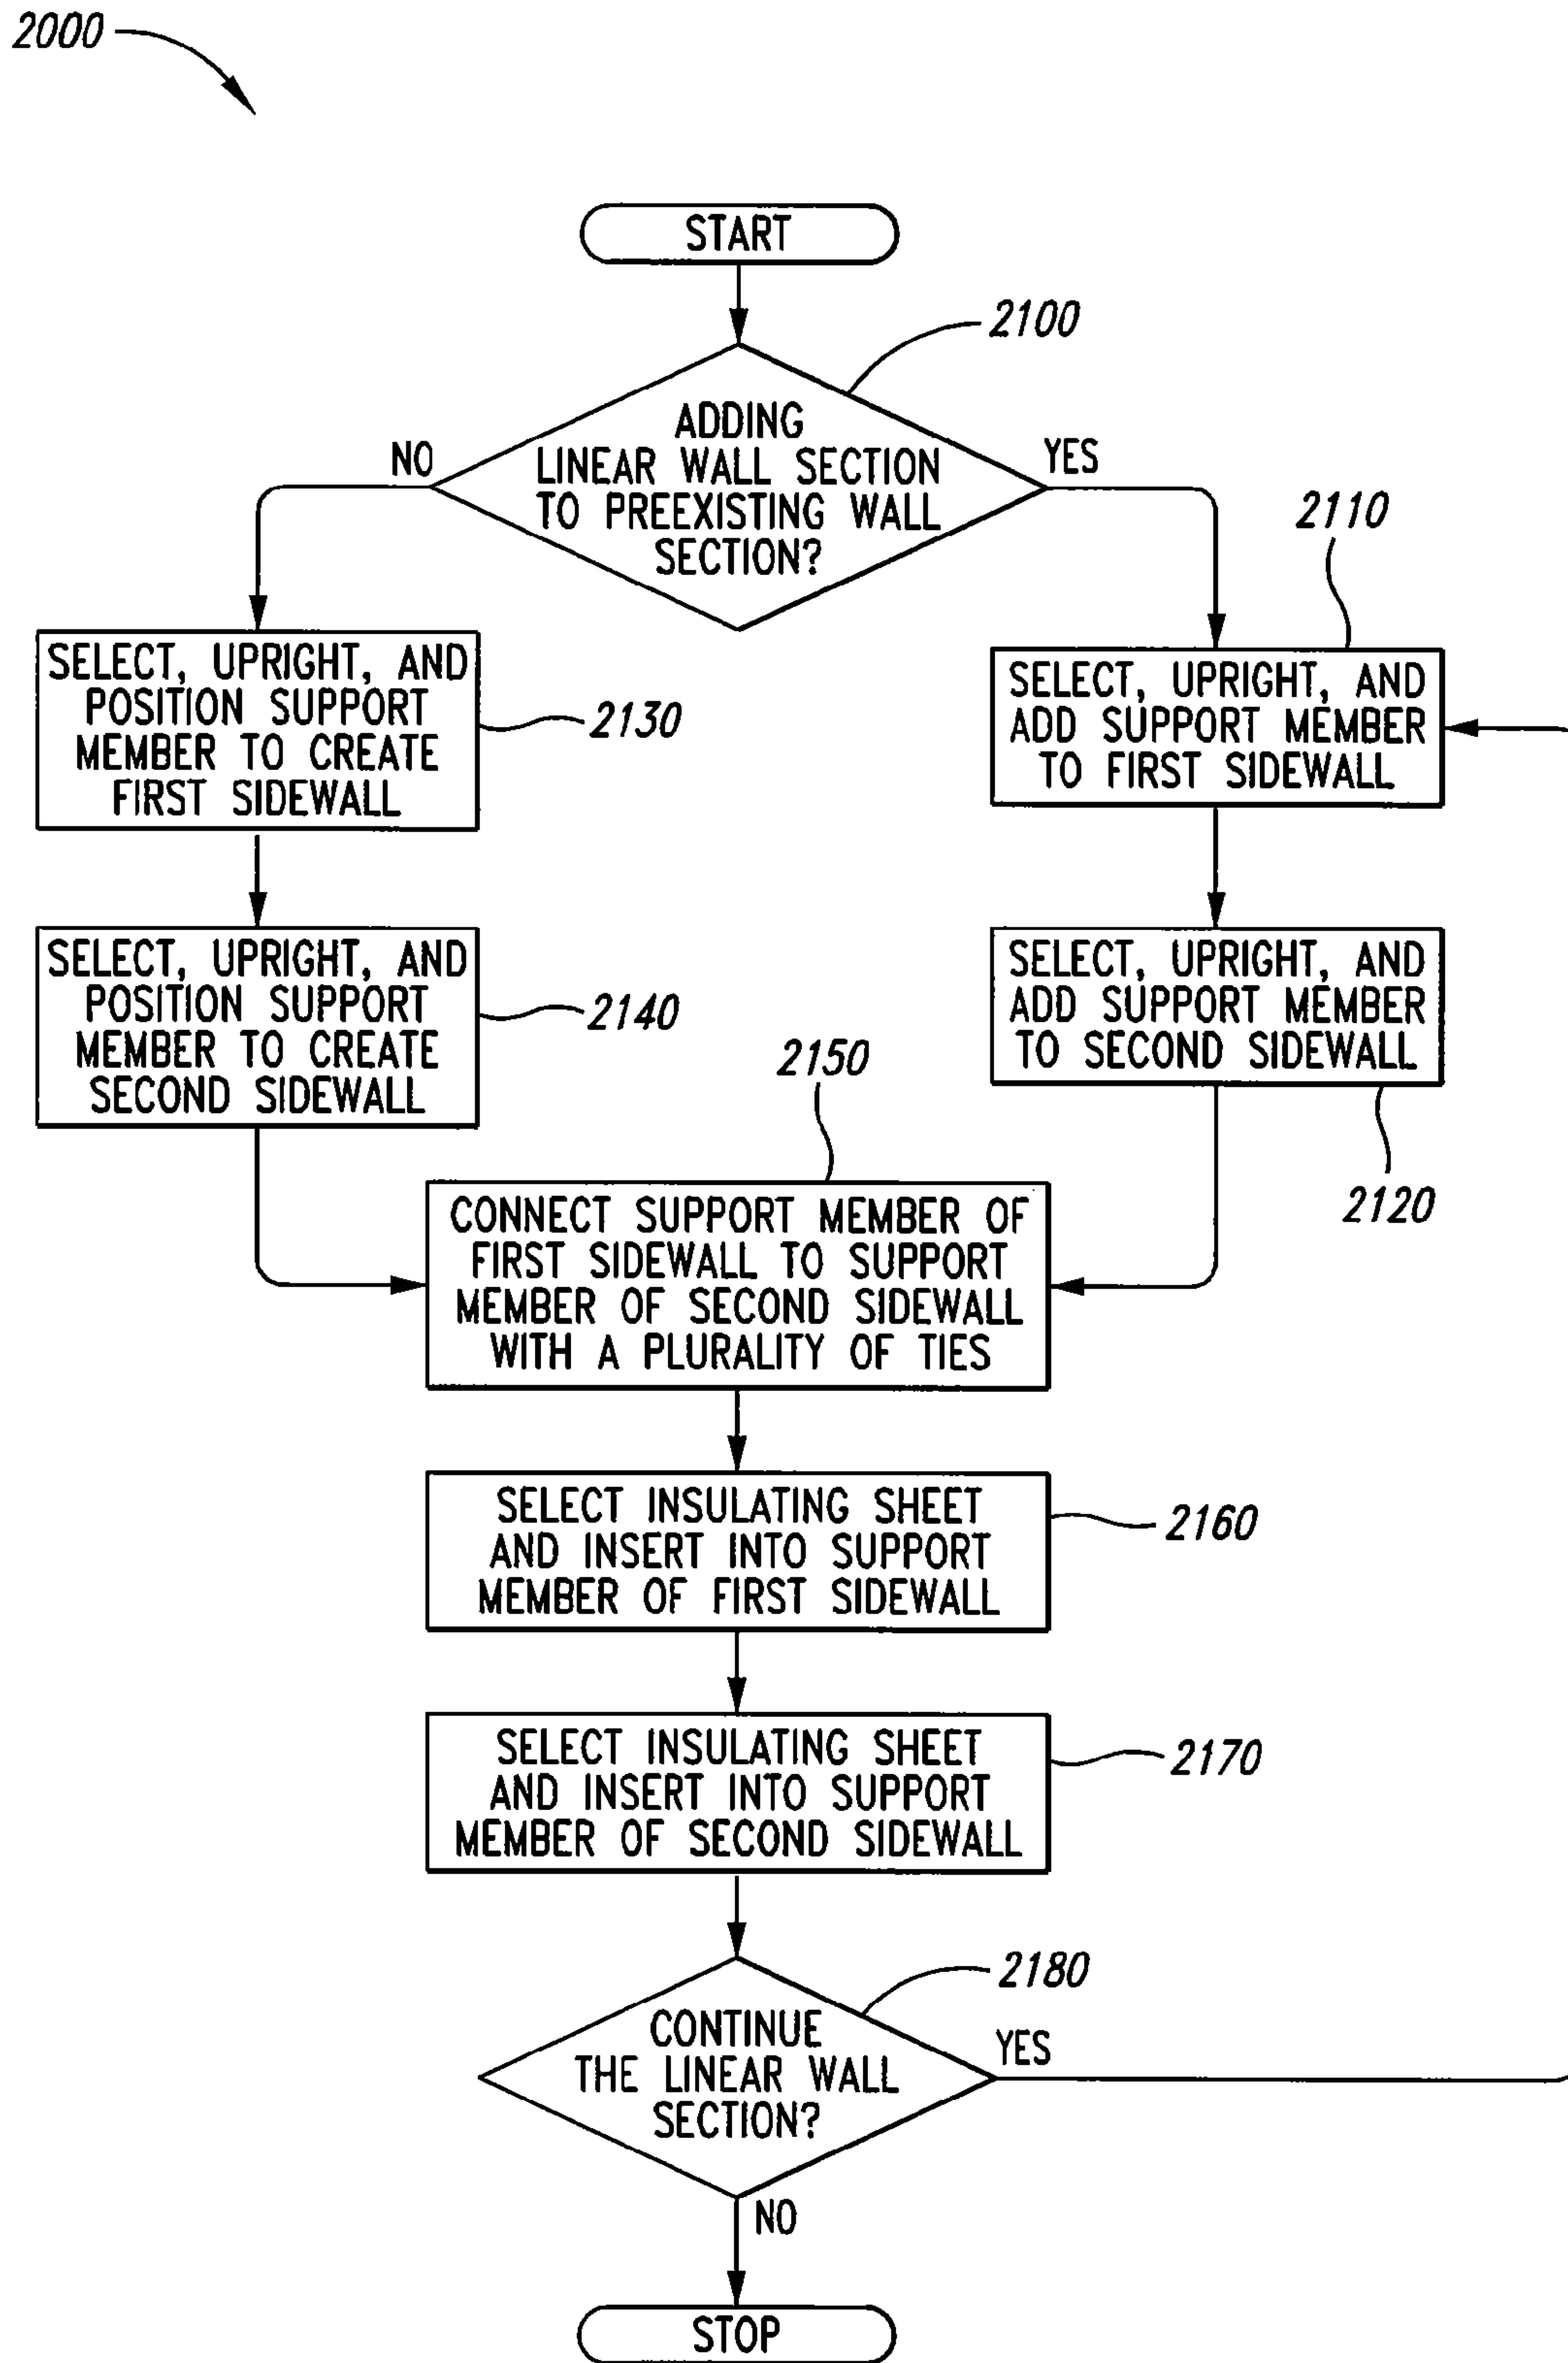 2000
START
2100
ADDING
LINEAR WALL SECTION
TO PREEXISTING WALL
SECTION?
NO
YES
2110
SELECT, UPRIGHT, AND
POSITION SUPPORT
MEMBER TO CREATE
FIRST SIDEWALL
2130
SELECT, UPRIGHT, AND
ADD SUPPORT MEMBER
TO FIRST SIDEWALL
SELECT, UPRIGHT, AND
POSITION SUPPORT
MEMBER TO CREATE
SECOND SIDEWALL
2140
SELECT, UPRIGHT, AND
ADD SUPPORT MEMBER
TO SECOND SIDEWALL
2120
2150
CONNECT SUPPORT MEMBER OF
FIRST SIDEWALL TO SUPPORT
MEMBER OF SECOND SIDEWALL
WITH A PLURALITY OF TIES
SELECT INSULATING SHEET
AND INSERT INTO SUPPORT
MEMBER OF FIRST SIDEWALL
2160
SELECT INSULATING SHEET
AND INSERT INTO SUPPORT
MEMBER OF SECOND SIDEWALL
2170
2180
CONTINUE
THE LINEAR WALL
SECTION?
YES
NO
STOP